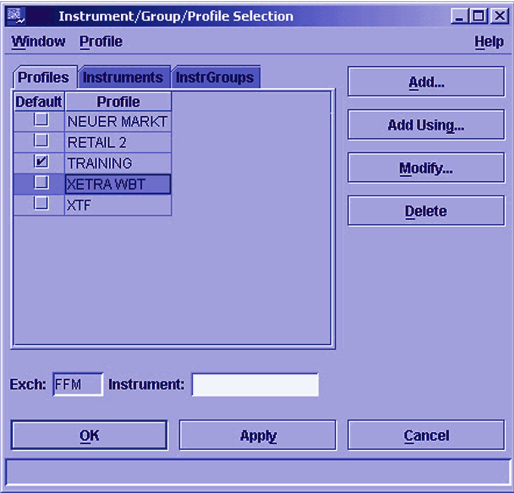 Instrument/Group/Profile Selection
Window Profile Help
Profiles Instruments InstrGroups
Default Profile
NEUER MARKT
RETAIL 2
TRAINING
XETRA WBT
XTF
Add...
Add Using...
Modify...
Delete
Exch: FFM Instrument:
OK Apply Cancel